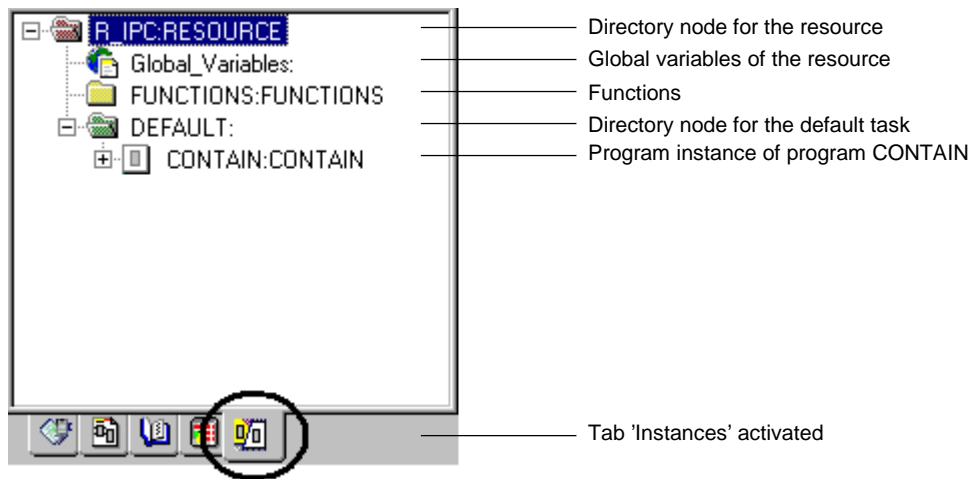 R_IPC:RESOURCE
Directory node for the resource
Global_Variables:
Global variables of the resource
FUNCTIONS:FUNCTIONS
Functions
DEFAULT:
Directory node for the default task
CONTAIN:CONTAIN
Program instance of program CONTAIN
Tab ’Instances’ activated